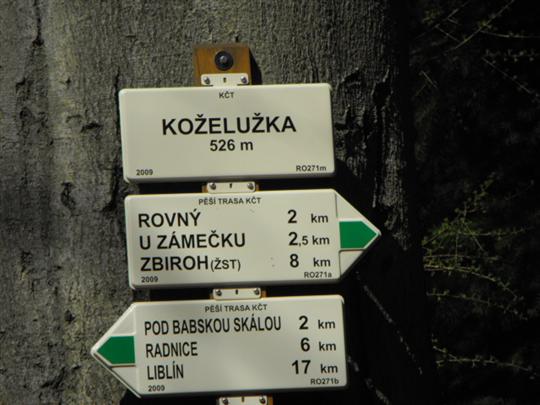 KČT
KOŽELUŽKA
526 m
2009 RO271m
PĚŠÍ TRASA KČT
ROVNÝ 2 km
U ZÁMEČKU 2,5 km
ZBIROH (ŽST) 8 km
2009 RO271a
PĚŠÍ TRASA KČT
POD BABSKOU SKÁLOU 2 km
RADNICE 6 km
LIBLÍN 17 km
2009 RO271b